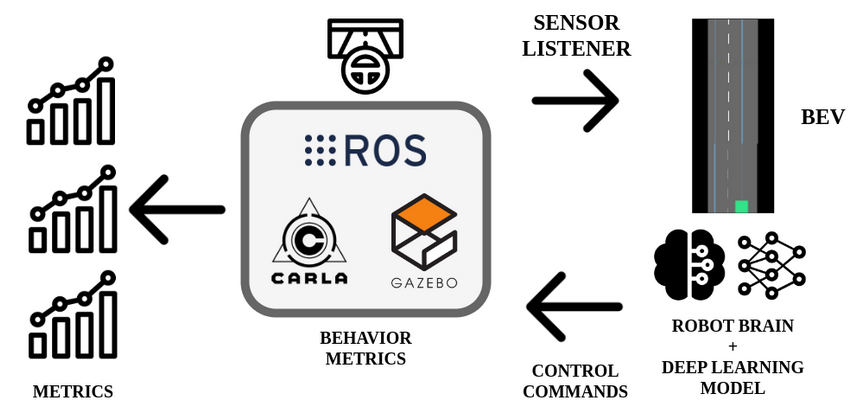 SENSOR
LISTENER
BEV
ROS
CARLA
GAZEBO
BEHAVIOR
METRICS
METRICS
CONTROL
COMMANDS
ROBOT BRAIN
+
DEEP LEARNING
MODEL